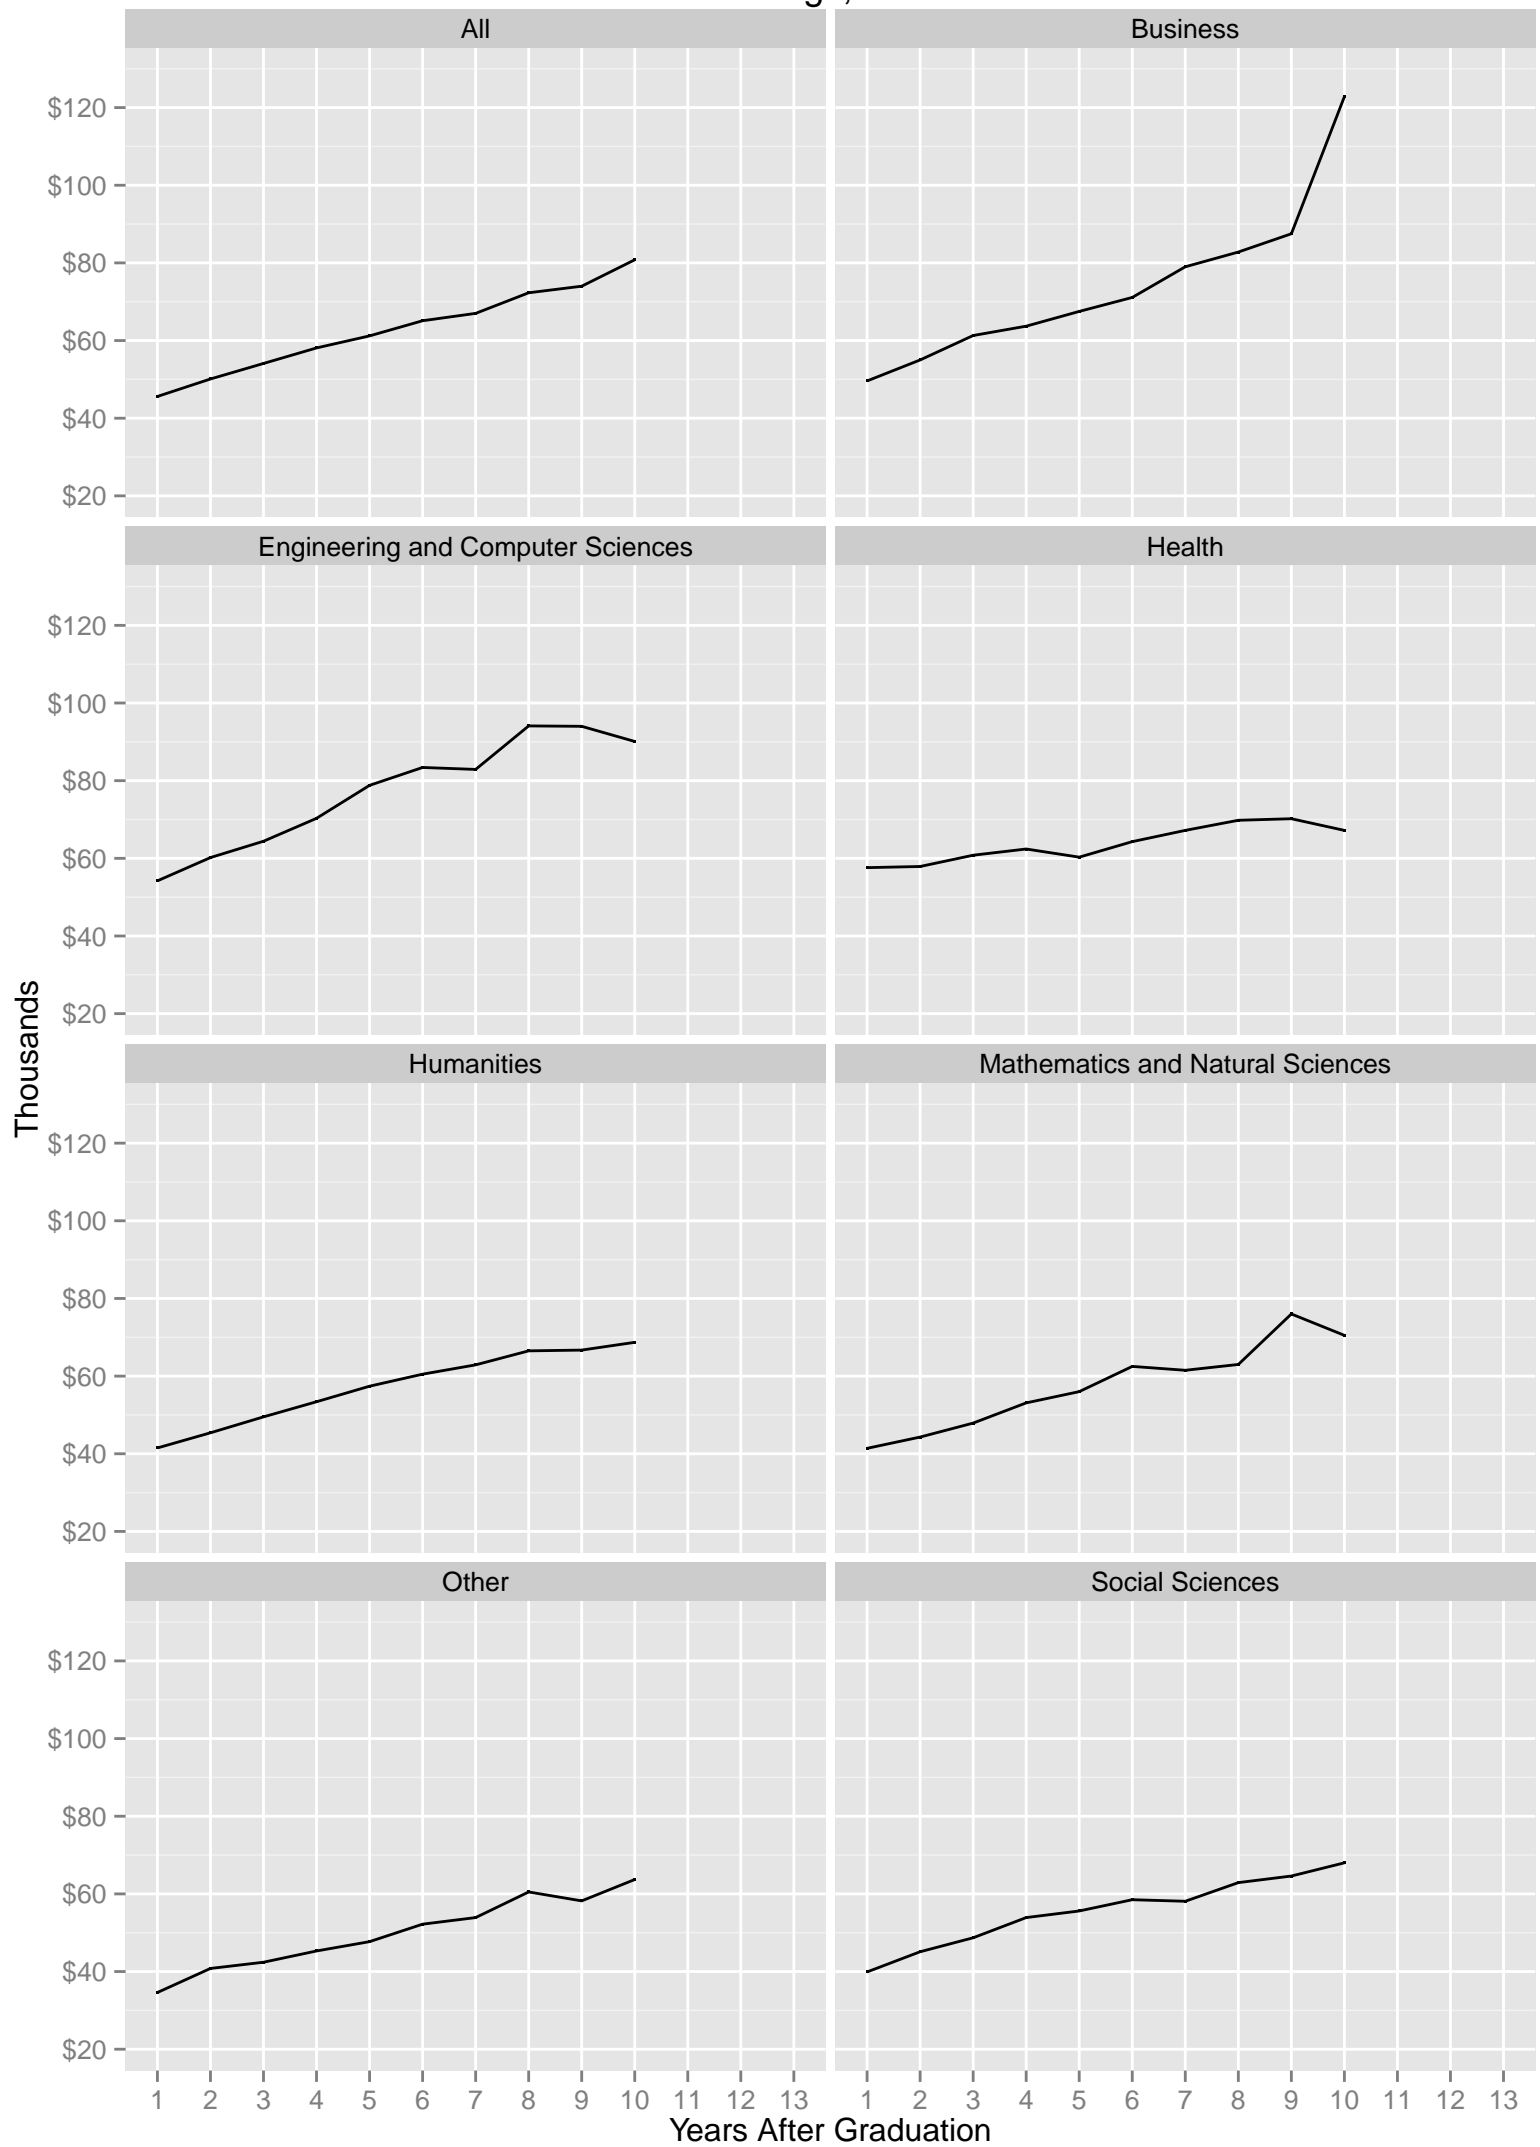 All
Business
$120
$100
$80
$60
$40
$20
Engineering and Computer Sciences
Health
$120
$100
$80
$60
$40
$20
Humanities
Mathematics and Natural Sciences
$120
$100
$80
$60
$40
$20
Other
Social Sciences
$120
$100
$80
$60
$40
$20
1 2 3 4 5 6 7 8 9 10 11 12 13
1 2 3 4 5 6 7 8 9 10 11 12 13
Years After Graduation
Thousands